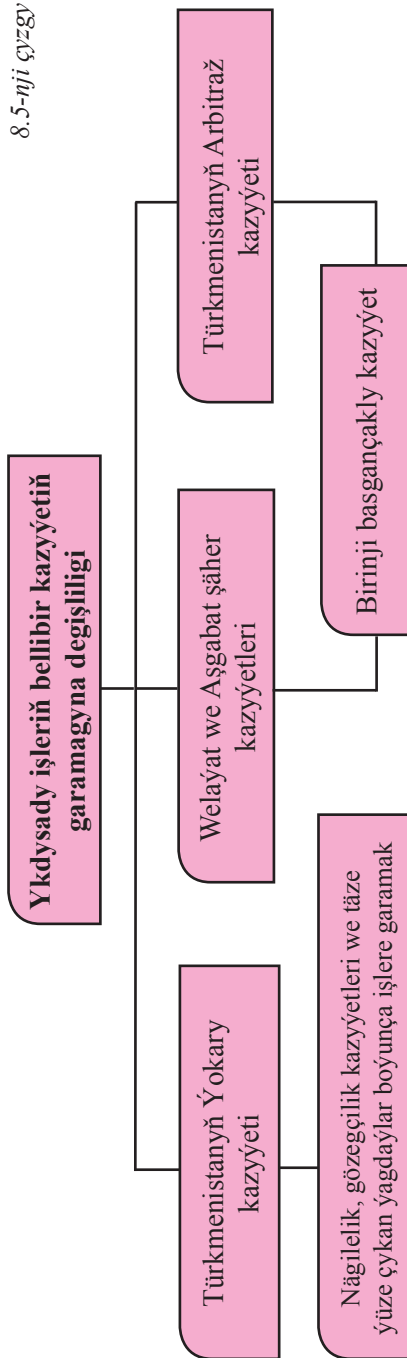 8.5-nji çyzgy
Ykdysady işleriň bellibir kazyýetiň
garamagyna degişliligi
Türkmenistanyň Ýokary
kazyýeti
Welaýat we Aşgabat şäher
kazyýetleri
Türkmenistanyň Arbitraž
kazyýeti
Nägilelik, gözegçilik kazyýetleri we täze
ýüze çykan ýagdaýlar boýunça işlere garamak
Birinji basgançakly kazyýet